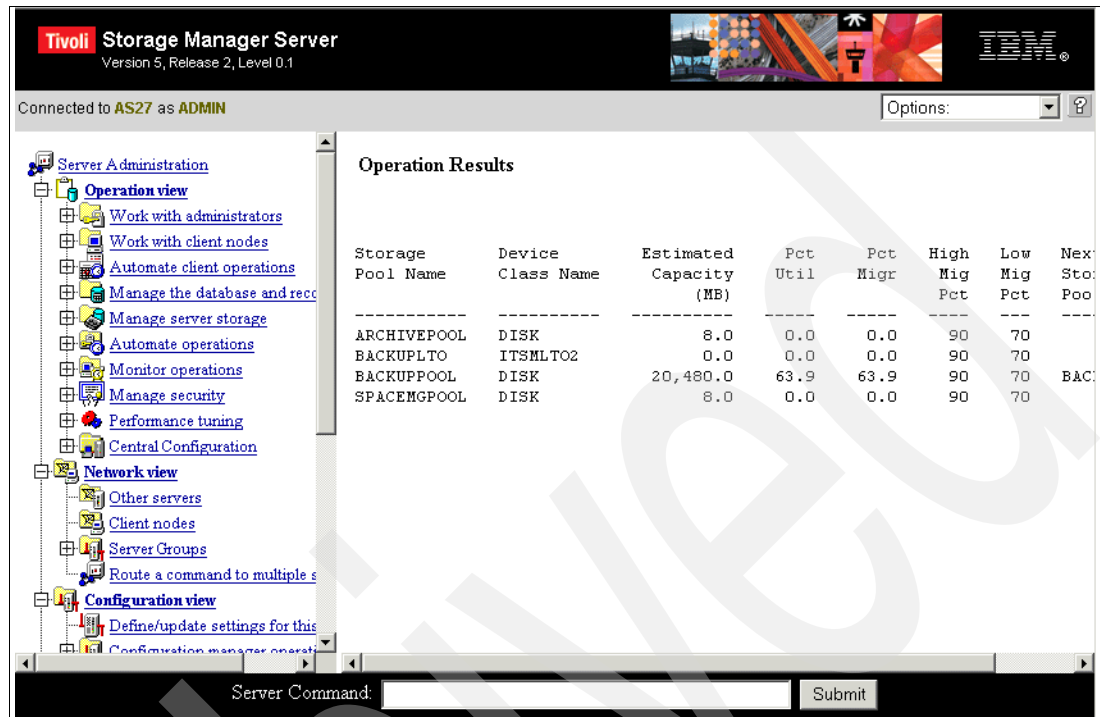 Tivoli Storage Manager Server
Version 5, Release 2, Level 0.1
IBM®
Connected to AS27 as ADMIN
Options:
?
Server Administration
Operation view
Work with administrators
Work with client nodes
Automate client operations
Manage the database and reco
Manage server storage
Automate operations
Monitor operations
Manage security
Performance tuning
Central Configuration
Network view
Other servers
Client nodes
Server Groups
Route a command to multiple s
Configuration view
Define/update settings for this
Configuration manager operati
Operation Results
Storage Device Estimated Pct Pct High Low Nex
Pool Name Class Name Capacity Util Migr Mig Mig Sto
(MB) Pct Pct Poo
----------- ---------- ---------- ----- ----- ---- --- ----
ARCHIVEPOOL DISK 8.0 0.0 0.0 90 70
BACKUPLTO ITSMLTO2 0.0 0.0 0.0 90 70
BACKUPPOOL DISK 20,480.0 63.9 63.9 90 70 BAC
SPACEMGPOOL DISK 8.0 0.0 0.0 90 70
Server Command:
Submit